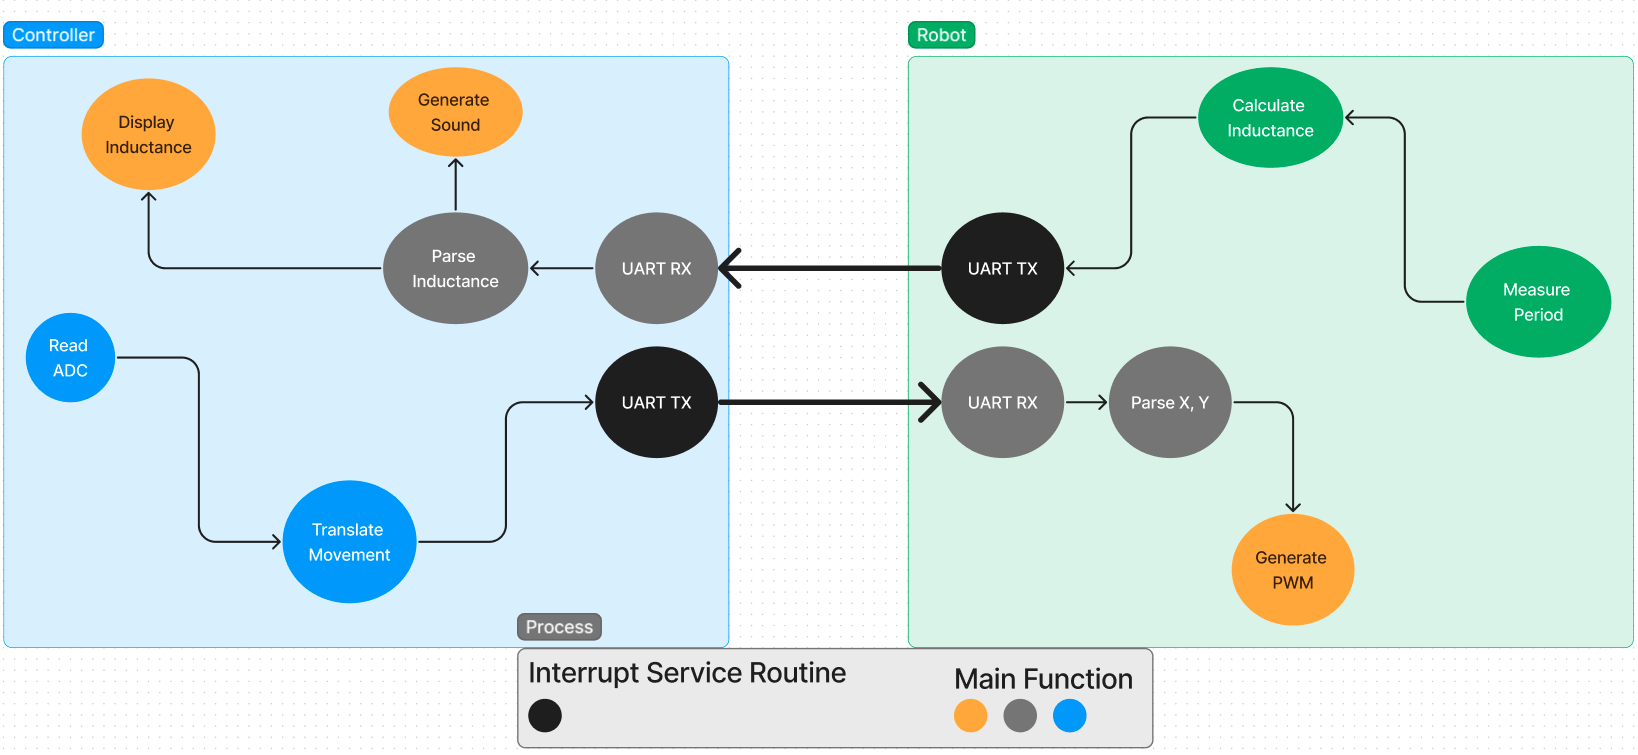 Controller
Robot
Display
Inductance
Generate
Sound
Calculate
Inductance
Parse
Inductance
UART RX
UART TX
Measure
Period
Read
ADC
UART TX
UART RX
Parse X, Y
Translate
Movement
Generate
PWM
Process
Interrupt Service Routine
Main Function